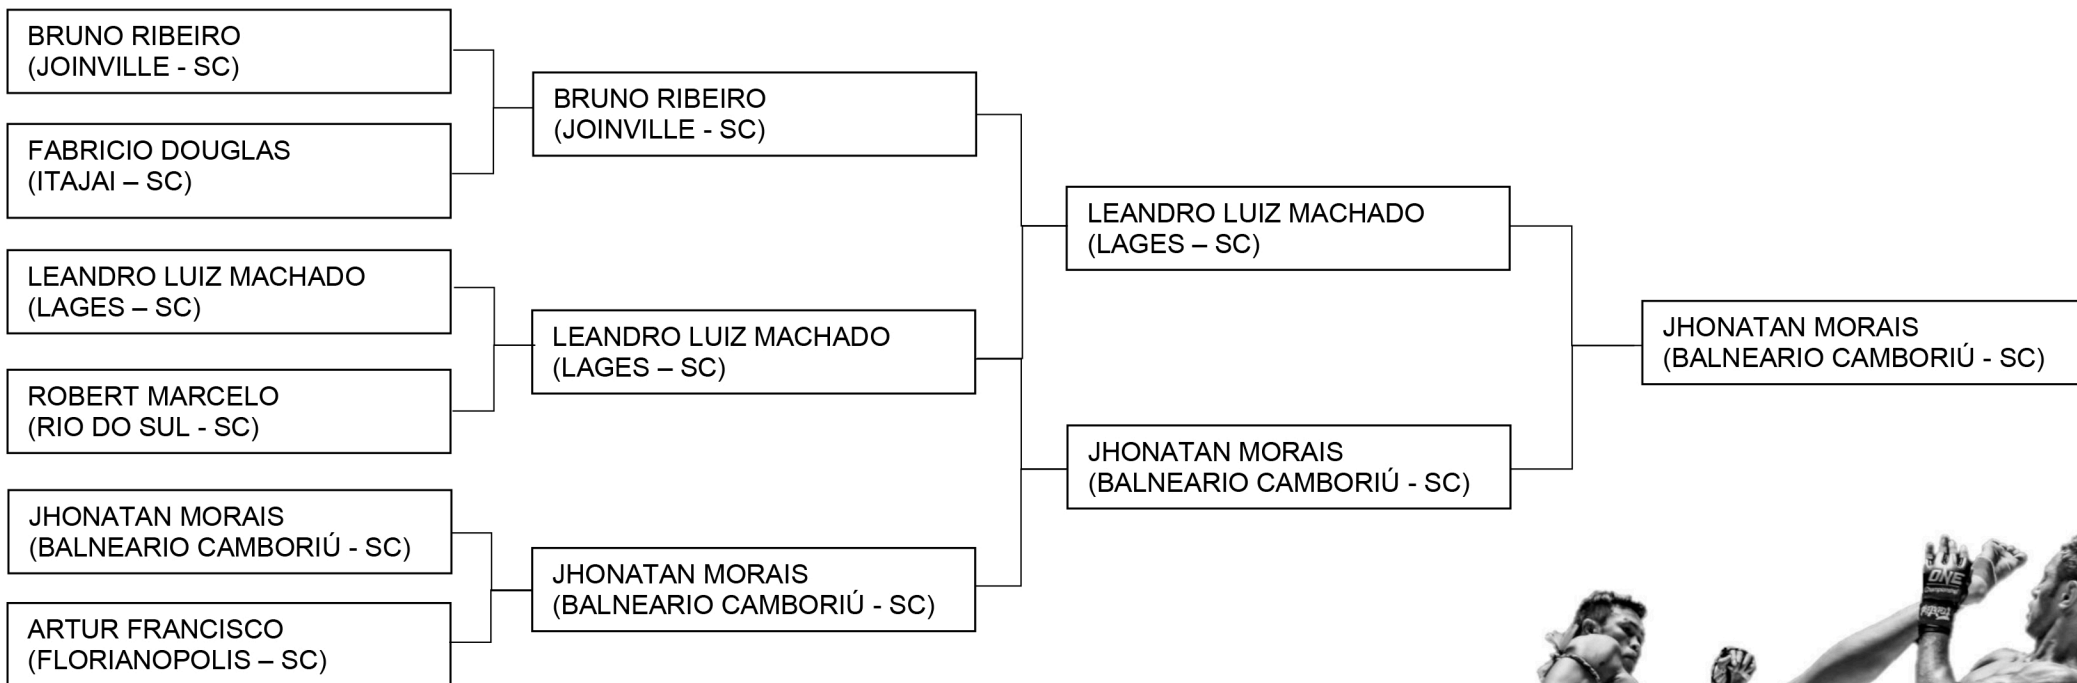 BRUNO RIBEIRO
(JOINVILLE - SC)
FABRICIO DOUGLAS
(ITAJAI – SC)
LEANDRO LUIZ MACHADO
(LAGES – SC)
ROBERT MARCELO
(RIO DO SUL - SC)
JHONATAN MORAIS
(BALNEARIO CAMBORIÚ - SC)
ARTUR FRANCISCO
(FLORIANOPOLIS – SC)
BRUNO RIBEIRO
(JOINVILLE - SC)
LEANDRO LUIZ MACHADO
(LAGES – SC)
JHONATAN MORAIS
(BALNEARIO CAMBORIÚ - SC)
LEANDRO LUIZ MACHADO
(LAGES – SC)
JHONATAN MORAIS
(BALNEARIO CAMBORIÚ - SC)
JHONATAN MORAIS
(BALNEARIO CAMBORIÚ - SC)
ONE